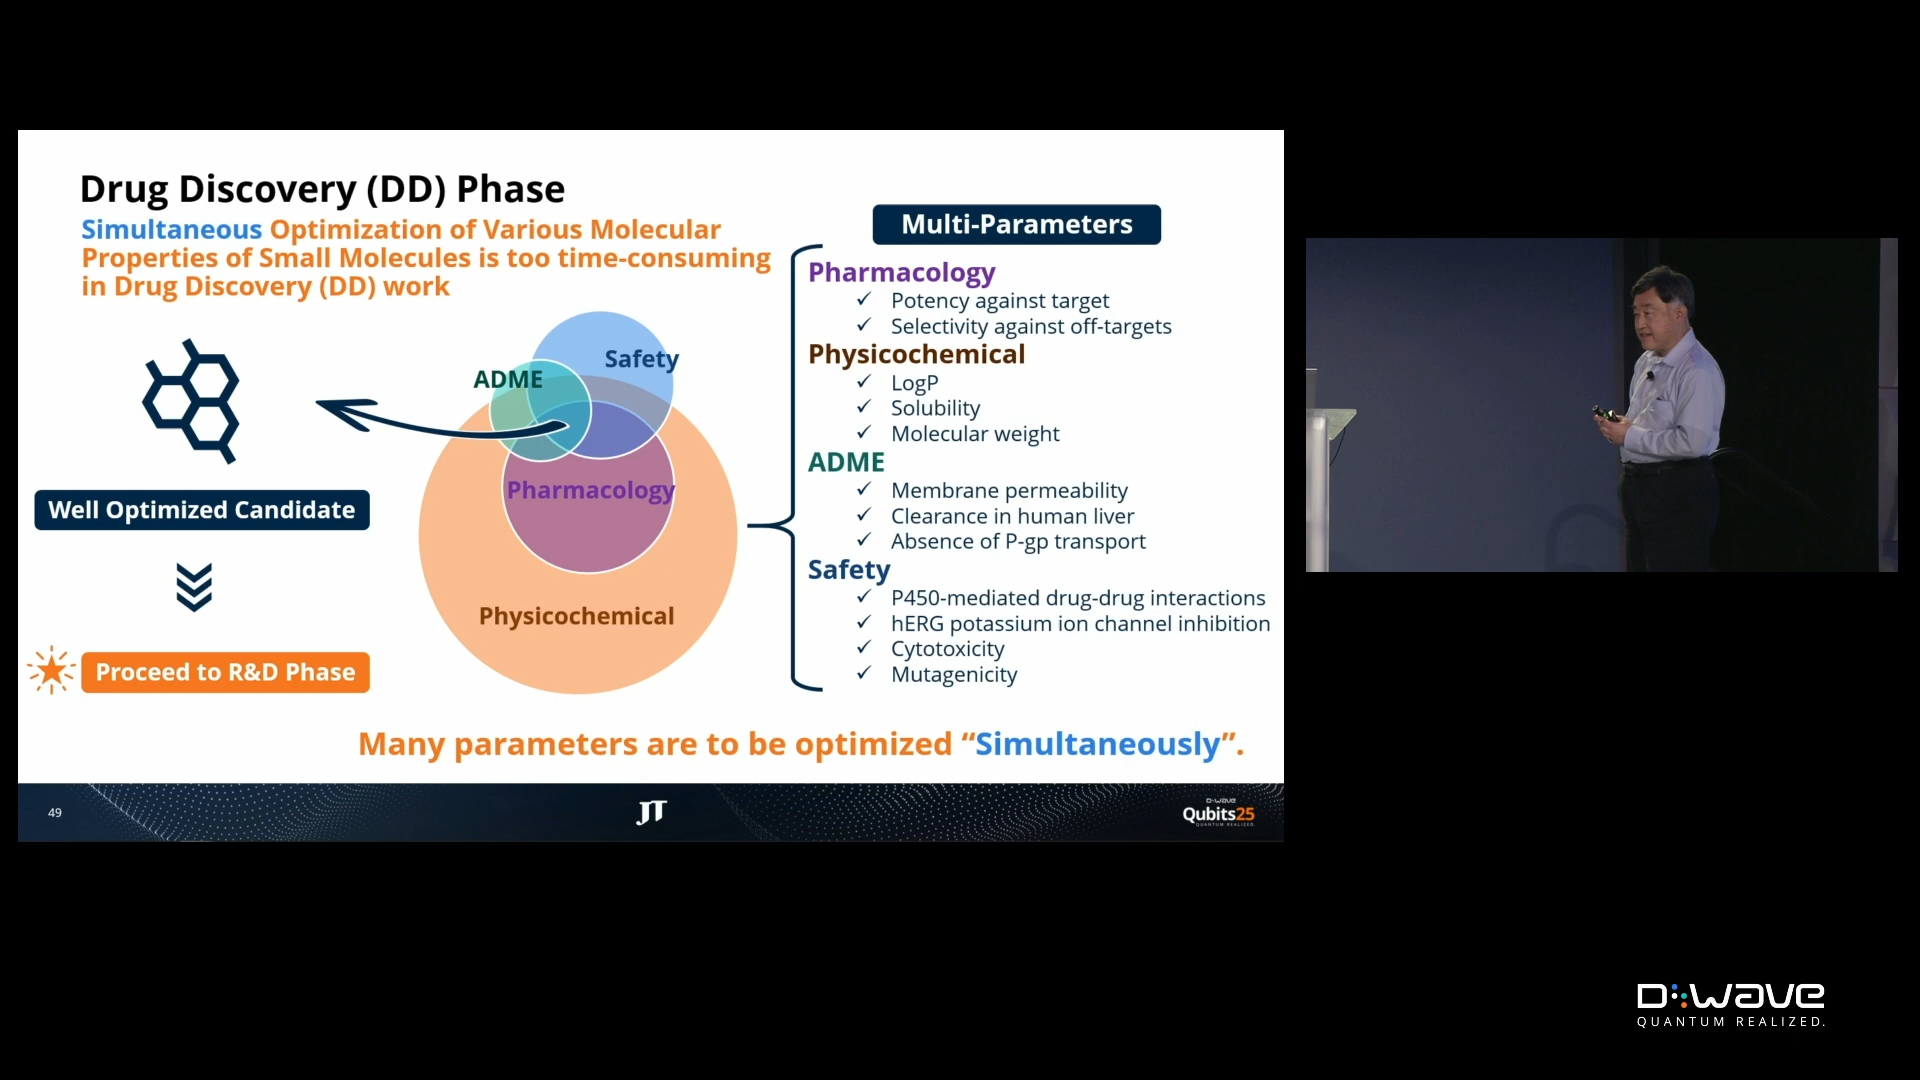 Drug Discovery (DD) Phase
Simultaneous Optimization of Various Molecular
Properties of Small Molecules is too time-consuming
in Drug Discovery (DD) work
Safety
ADME
Pharmacology
Physicochemical
Well Optimized Candidate
Proceed to R&D Phase
Multi-Parameters
Pharmacology
✓ Potency against target
✓ Selectivity against off-targets
Physicochemical
✓ LogP
✓ Solubility
✓ Molecular weight
ADME
✓ Membrane permeability
✓ Clearance in human liver
✓ Absence of P-gp transport
Safety
✓ P450-mediated drug-drug interactions
✓ hERG potassium ion channel inhibition
✓ Cytotoxicity
✓ Mutagenicity
Many parameters are to be optimized “Simultaneously”.
49
JT
D:wave
Qubits25
QUANTUM REALIZED.
D:wave
QUANTUM REALIZED.